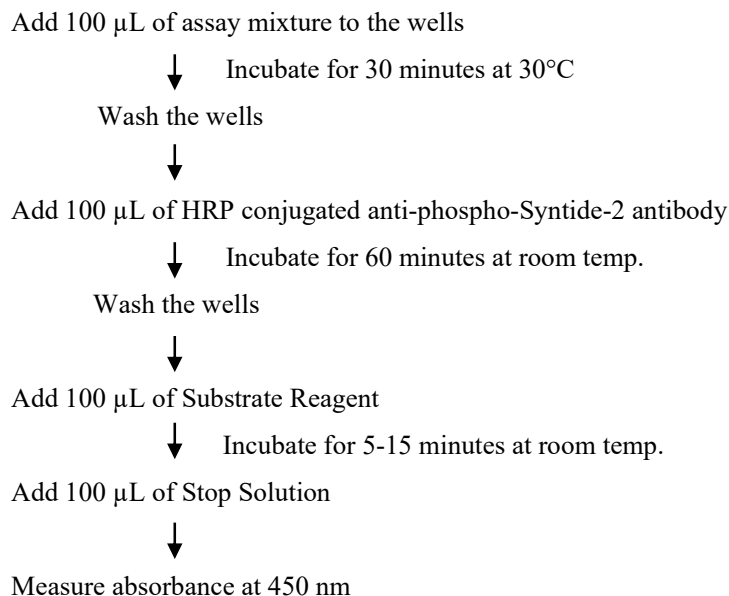 Add 100 µL of assay mixture to the wells
Incubate for 30 minutes at 30°C
Wash the wells
Add 100 µL of HRP conjugated anti-phospho-Syntide-2 antibody
Incubate for 60 minutes at room temp.
Wash the wells
Add 100 µL of Substrate Reagent
Incubate for 5-15 minutes at room temp.
Add 100 µL of Stop Solution
Measure absorbance at 450 nm